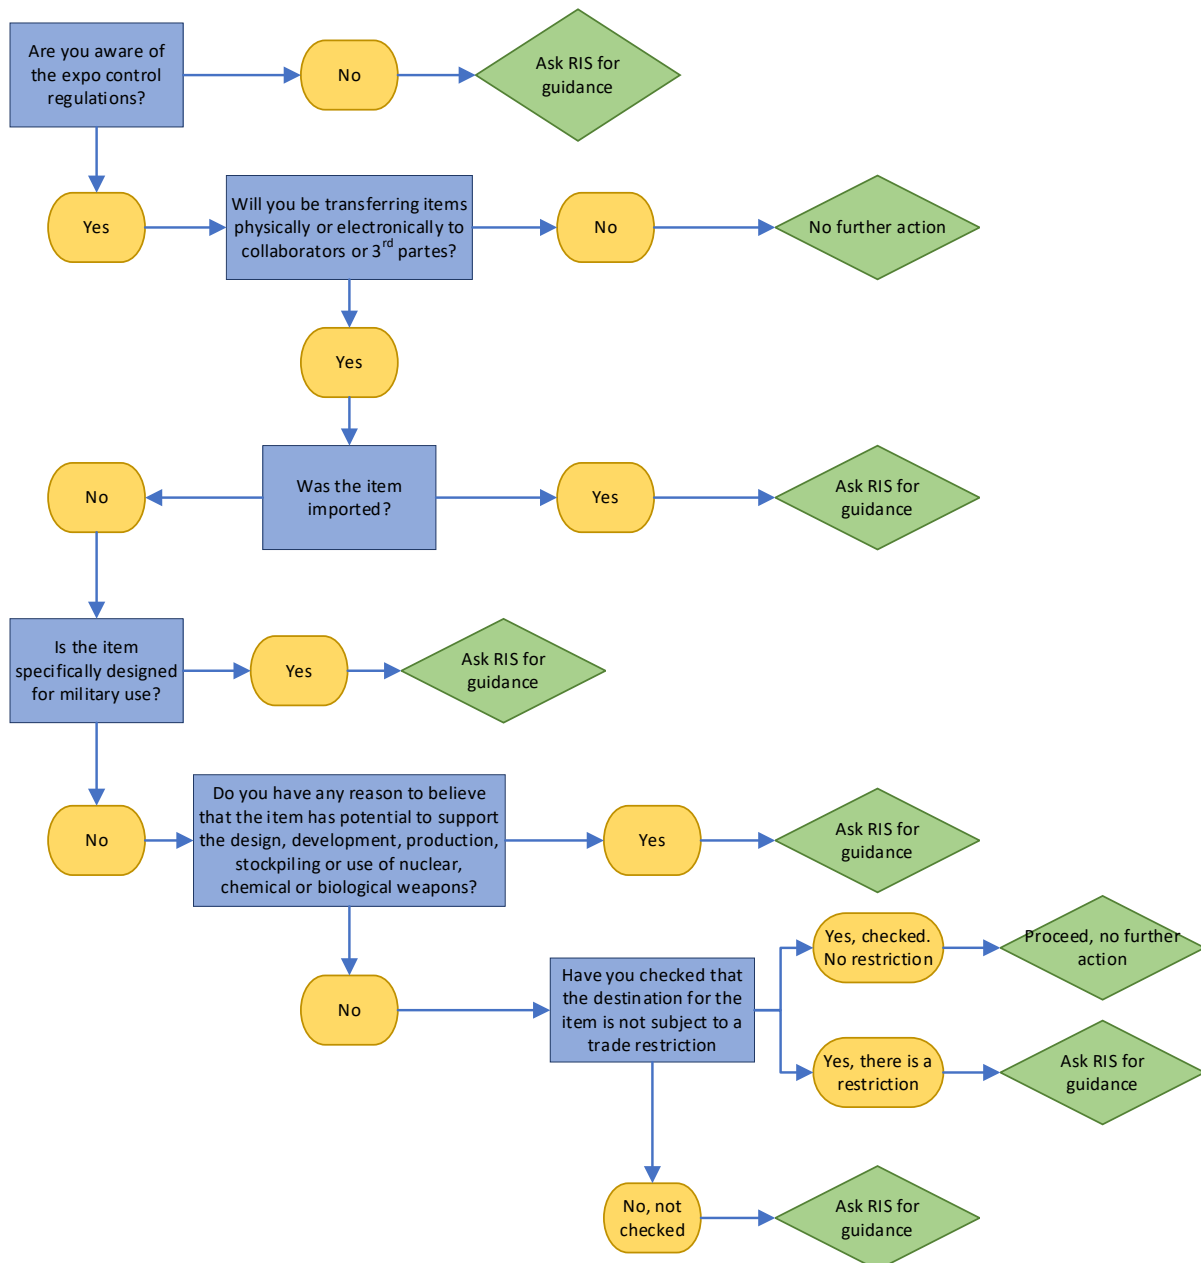 Are you aware of
the expo control
regulations?
No
Ask RIS for
guidance
Yes
Will you be transferring items
physically or electronically to
collaborators or 3rd partes?
No
No further action
Yes
No
Was the item
imported?
Yes
Ask RIS for
guidance
Is the item
specifically designed
for military use?
Yes
Ask RIS for
guidance
No
Do you have any reason to believe
that the item has potential to support
the design, development, production,
stockpiling or use of nuclear,
chemical or biological weapons?
Yes
Ask RIS for
guidance
No
Have you checked that
the destination for the
item is not subject to a
trade restriction
Yes, checked.
No restriction
Proceed, no further
action
Yes, there is a
restriction
Ask RIS for
guidance
No, not
checked
Ask RIS for
guidance